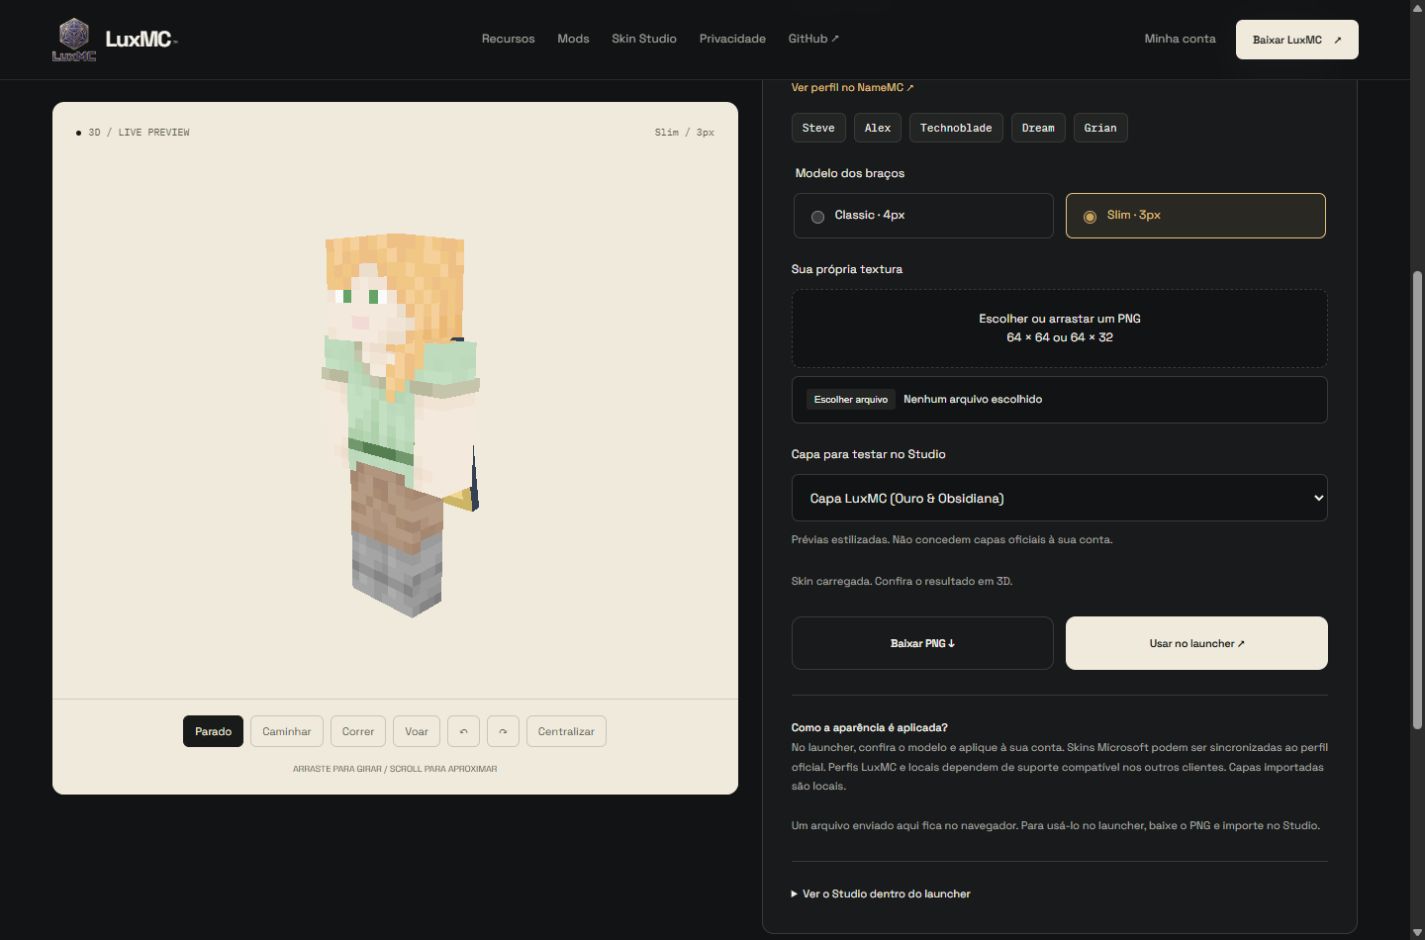 LuxMC
LuxMC™
Recursos
Mods
Skin Studio
Privacidade
GitHub ↗
Minha conta
Baixar LuxMC ↗
3D / LIVE PREVIEW
Slim / 3px
Parado
Caminhar
Correr
Voar
↶
↷
Centralizar
ARRASTE PARA GIRAR / SCROLL PARA APROXIMAR
Ver perfil no NameMC ↗
Steve
Alex
Technoblade
Dream
Grian
Modelo dos braços
Classic · 4px
Slim · 3px
Sua própria textura
Escolher ou arrastar um PNG
64 × 64 ou 64 × 32
Escolher arquivo Nenhum arquivo escolhido
Capa para testar no Studio
Capa LuxMC (Ouro & Obsidiana)
Prévias estilizadas. Não concedem capas oficiais à sua conta.
Skin carregada. Confira o resultado em 3D.
Baixar PNG ↓
Usar no launcher ↗
Como a aparência é aplicada?
No launcher, confira o modelo e aplique à sua conta. Skins Microsoft podem ser sincronizadas ao perfil
oficial. Perfis LuxMC e locais dependem de suporte compatível nos outros clientes. Capas importadas
são locais.
Um arquivo enviado aqui fica no navegador. Para usá-lo no launcher, baixe o PNG e importe no Studio.
▶ Ver o Studio dentro do launcher